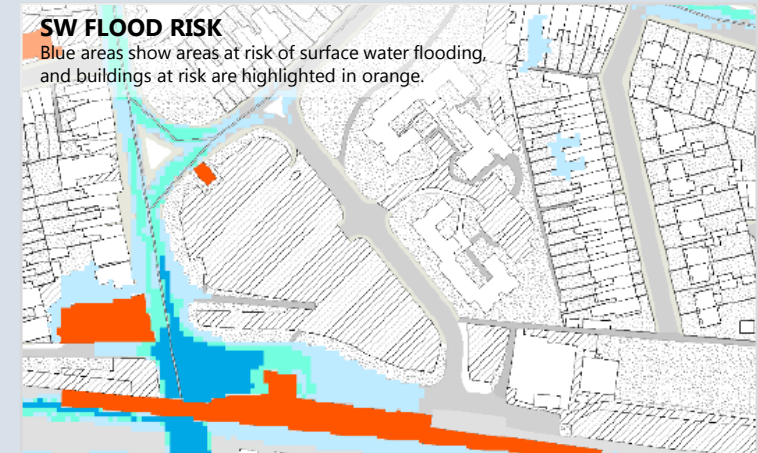 SW FLOOD RISK
Blue areas show areas at risk of surface water flooding,
and buildings at risk are highlighted in orange.